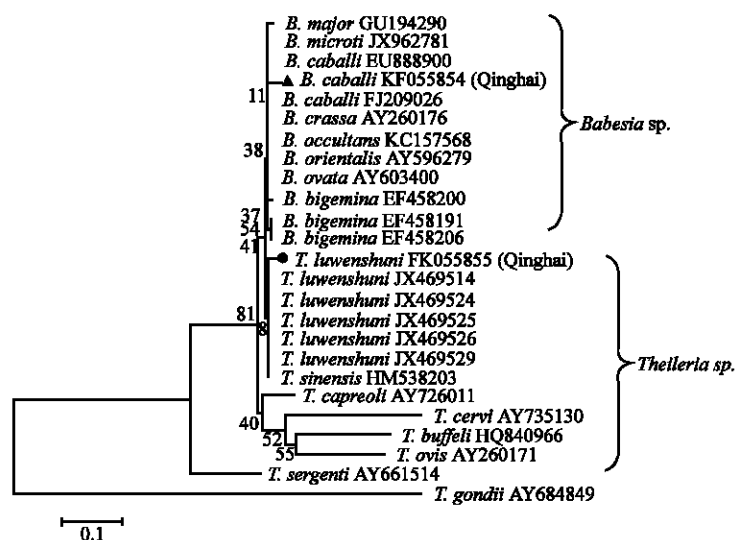 B. major GU194290
B. microti JX962781
B. caballi EU888900
B. caballi KF055854 (Qinghai)
11
B. caballi FJ209026
B. crassa AY260176
Babesia sp.
B. occultans KC157568
38
B. orientalis AY596279
B. ovata AY603400
B. bigemina EF458200
37
B. bigemina EF458191
54
B. bigemina EF458206
41
T. luwenshuni FK055855 (Qinghai)
T. luwenshuni JX469514
T. luwenshuni JX469524
81
T. luwenshuni JX469525
8
T. luwenshuni JX469526
T. luwenshuni JX469529
Theileria sp.
T. sinensis HM538203
T. capreoli AY726011
40
T. cervi AY735130
52
T. buffeli HQ840966
55
T. ovis AY260171
T. sergenti AY661514
T. gondii AY684849
0.1